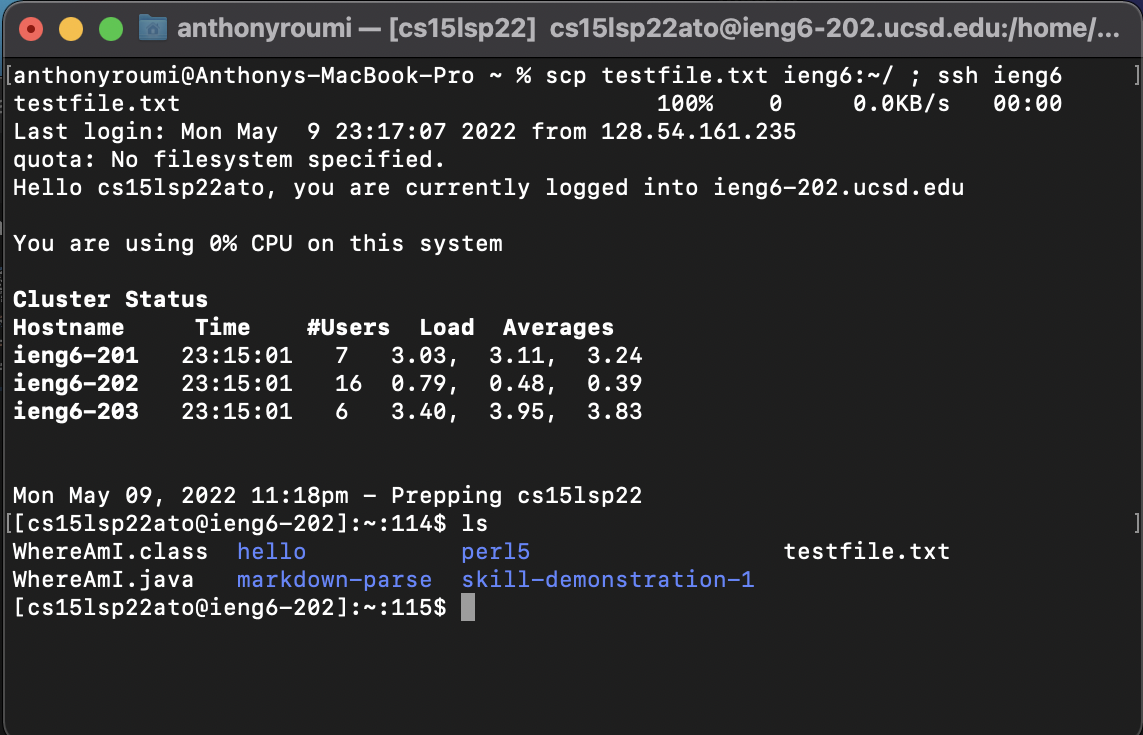 anthonyroumi — [cs15lsp22] cs15lsp22ato@ieng6-202.ucsd.edu:/home/...
[anthonyroumi@Anthonys-MacBook-Pro ~ % scp testfile.txt ieng6:~/ ; ssh ieng6 ]
testfile.txt 100% 0 0.0KB/s 00:00
Last login: Mon May  9 23:17:07 2022 from 128.54.161.235
quota: No filesystem specified.
Hello cs15lsp22ato, you are currently logged into ieng6-202.ucsd.edu
You are using 0% CPU on this system
Cluster Status
Hostname Time #Users Load Averages
ieng6-201 23:15:01 7 3.03, 3.11, 3.24
ieng6-202 23:15:01 16 0.79, 0.48, 0.39
ieng6-203 23:15:01 6 3.40, 3.95, 3.83
Mon May 09, 2022 11:18pm - Prepping cs15lsp22
[[cs15lsp22ato@ieng6-202]:~:114$ ls ]
WhereAmI.class hello perl5 testfile.txt
WhereAmI.java markdown-parse skill-demonstration-1
[cs15lsp22ato@ieng6-202]:~:115$